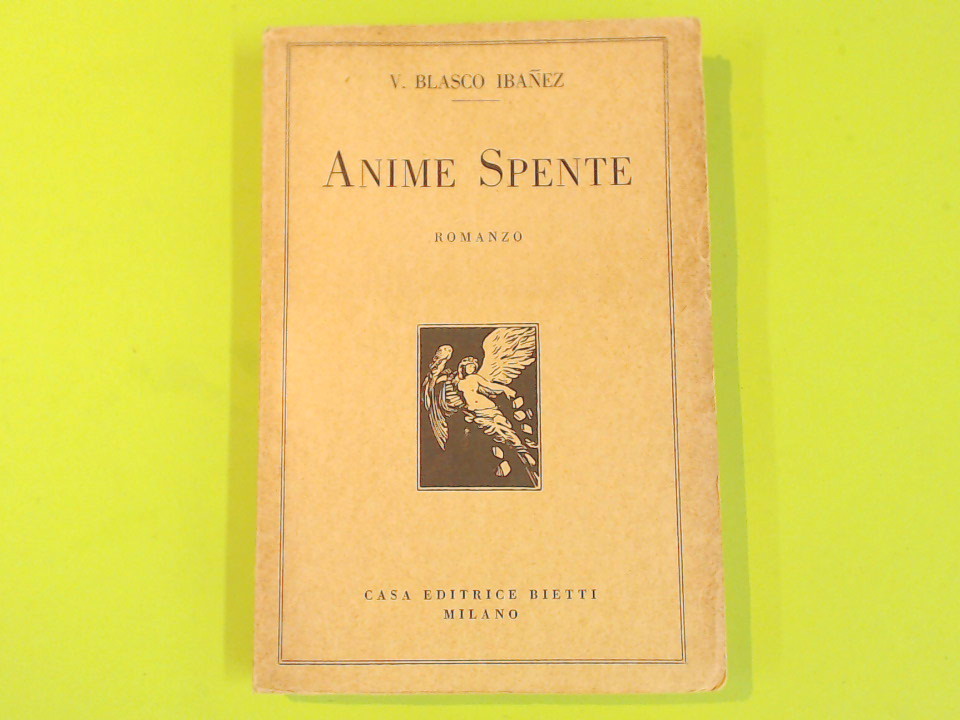 V. BLASCO IBAÑEZ
ANIME SPENTE
ROMANZO
CASA EDITRICE BIETTI
MILANO